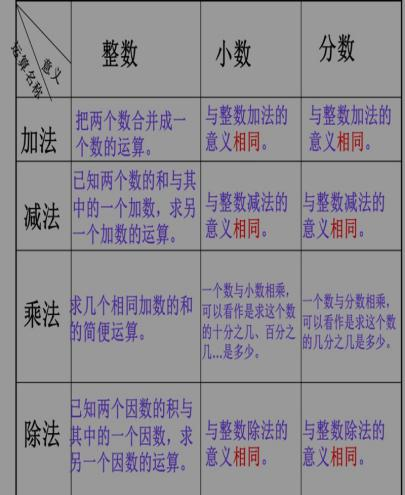 意义
运算名称
整数
小数
分数
加法
把两个数合并成一
个数的运算。
与整数加法的
意义相同。
与整数加法的
意义相同。
减法
已知两个数的和与其
中的一个加数，求另
一个加数的运算。
与整数减法的
意义相同。
与整数减法的
意义相同。
乘法
求几个相同加数的和
的简便运算。
一个数与小数相乘，
可以看作是求这个数
的十分之几、百分之
几...是多少。
一个数与分数相乘，
可以看作是求这个数
的几分之几是多少。
除法
已知两个因数的积与
其中的一个因数，求
另一个因数的运算。
与整数除法的
意义相同。
与整数除法的
意义相同。